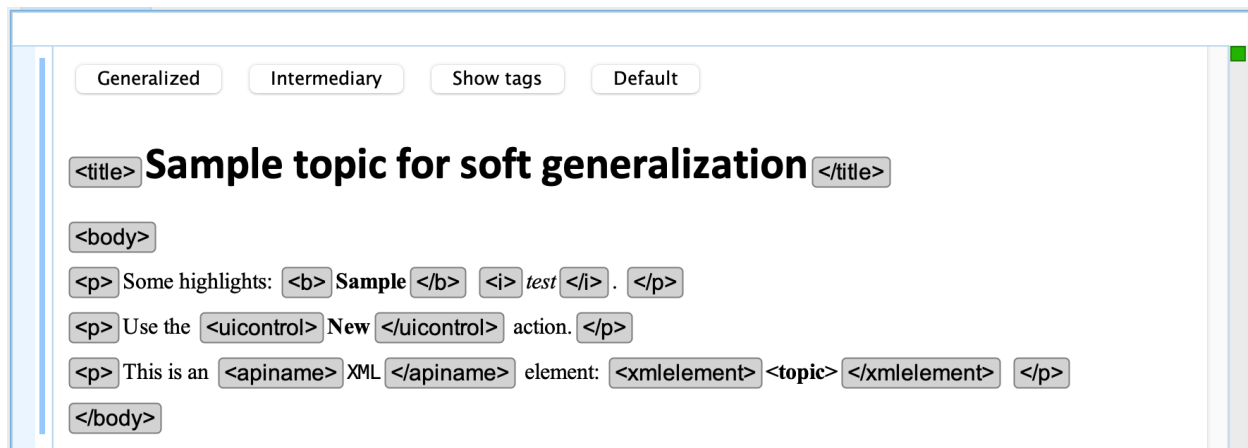 Generalized Intermediary Show tags Default
<title>Sample topic for soft generalization</title>
<body>
<p>Some highlights: <b>Sample</b> <i>test</i>. </p>
<p>Use the <uicontrol>New</uicontrol> action.</p>
<p>This is an <apiname>XML</apiname> element: <xmlelement><topic></xmlelement> </p>
</body>